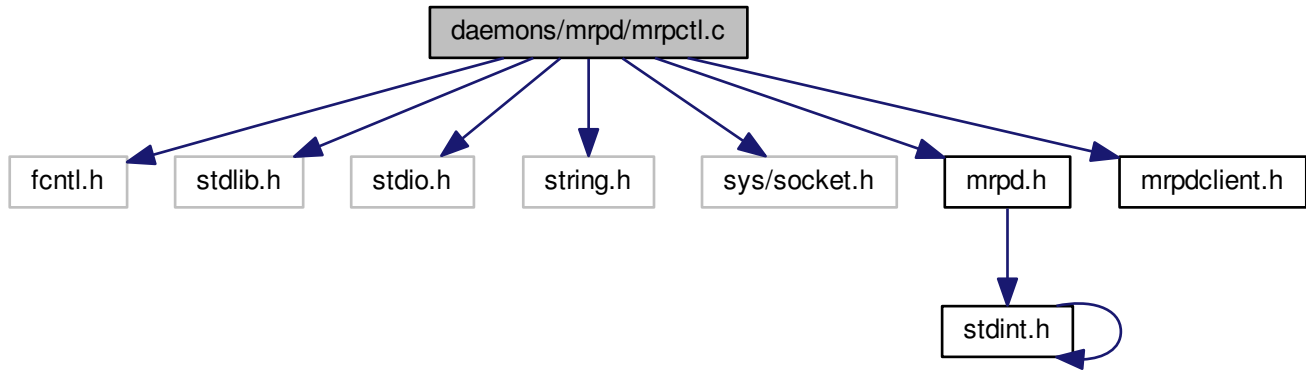 daemons/mrpd/mrpctl.c
fcntl.h
stdlib.h
stdio.h
string.h
sys/socket.h
mrpd.h
mrpdclient.h
stdint.h